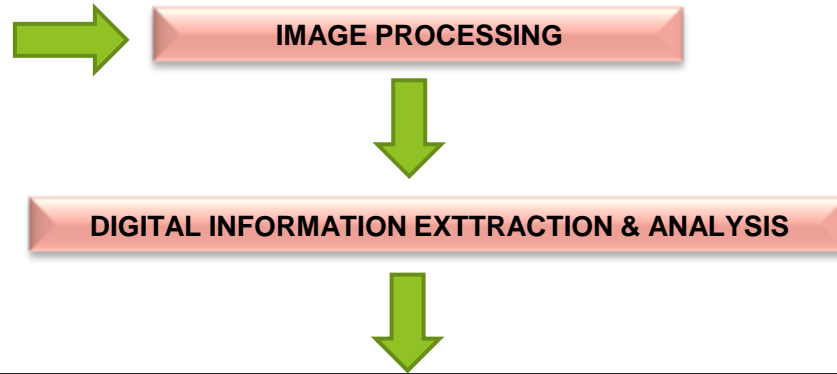 IMAGE PROCESSING
DIGITAL INFORMATION EXTTRACTION & ANALYSIS